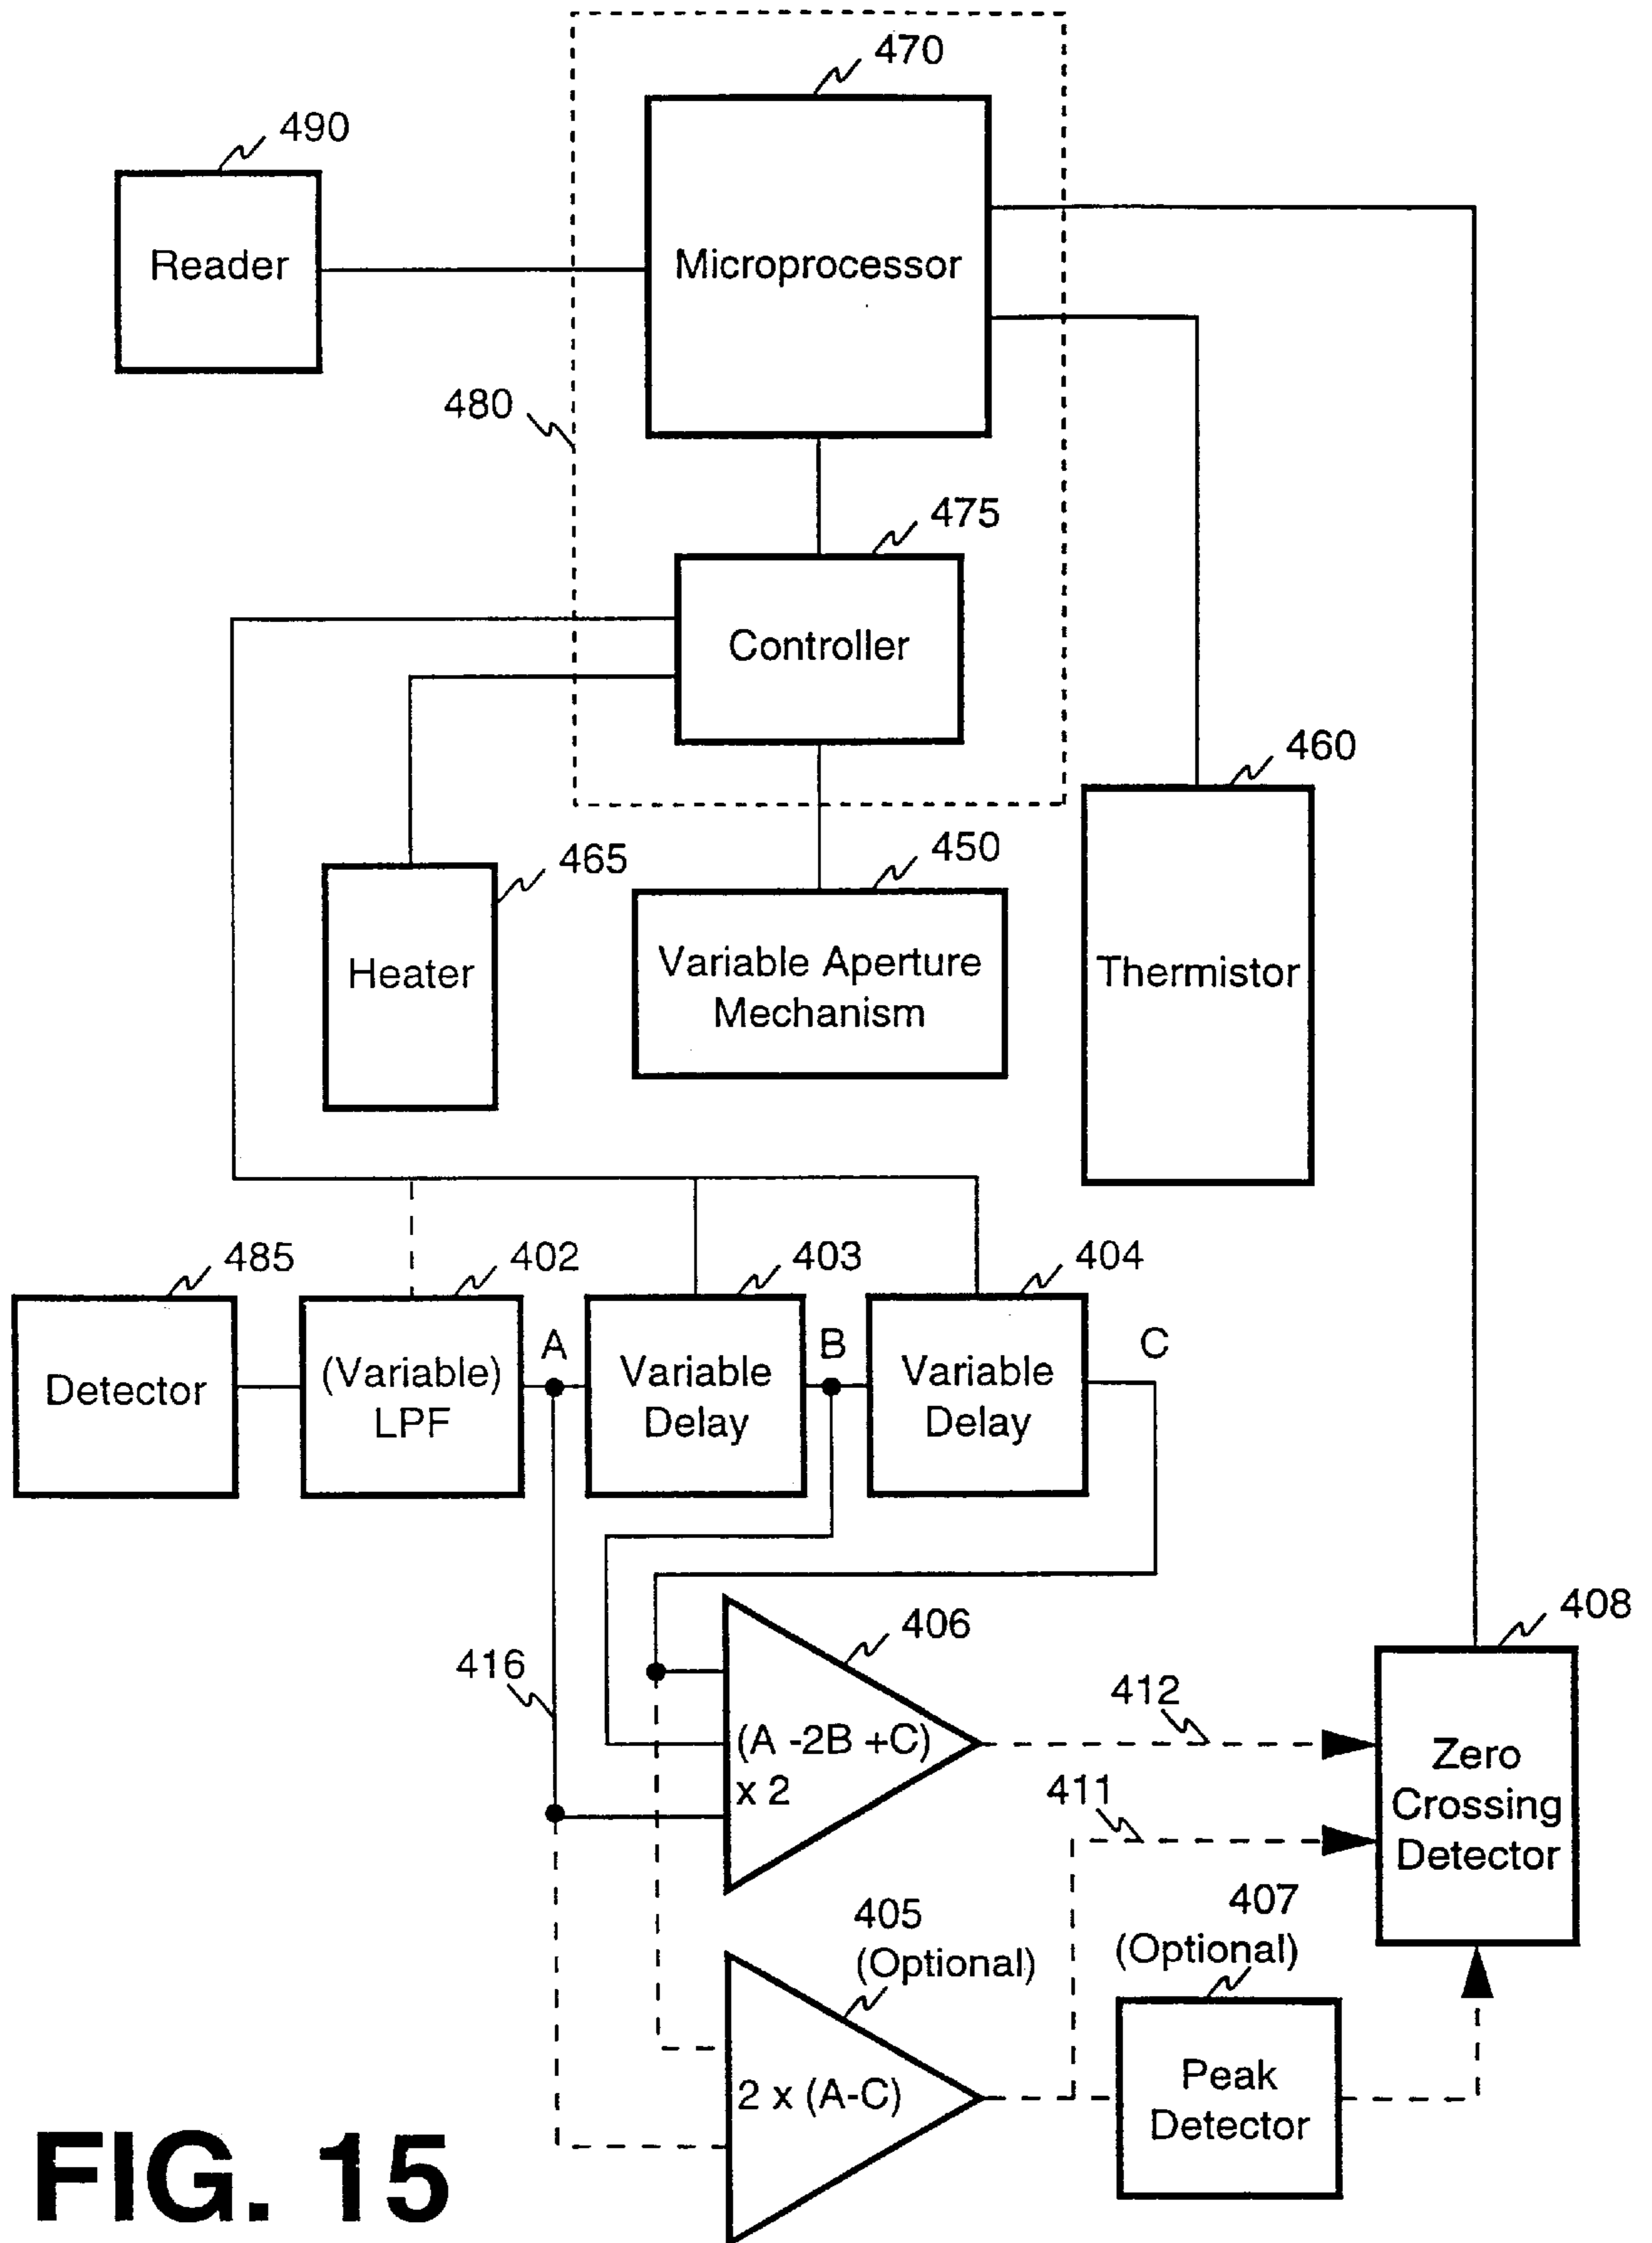 470
490
Reader
Microprocessor
480
475
Controller
460
465
450
Heater
Variable Aperture
Mechanism
Thermistor
485
402
403
404
A
B
C
Detector
(Variable)
LPF
Variable
Delay
Variable
Delay
408
406
416
412
(A -2B +C)
x 2
Zero
Crossing
Detector
411
405
(Optional)
407
(Optional)
2 x (A-C)
Peak
Detector
FIG. 15